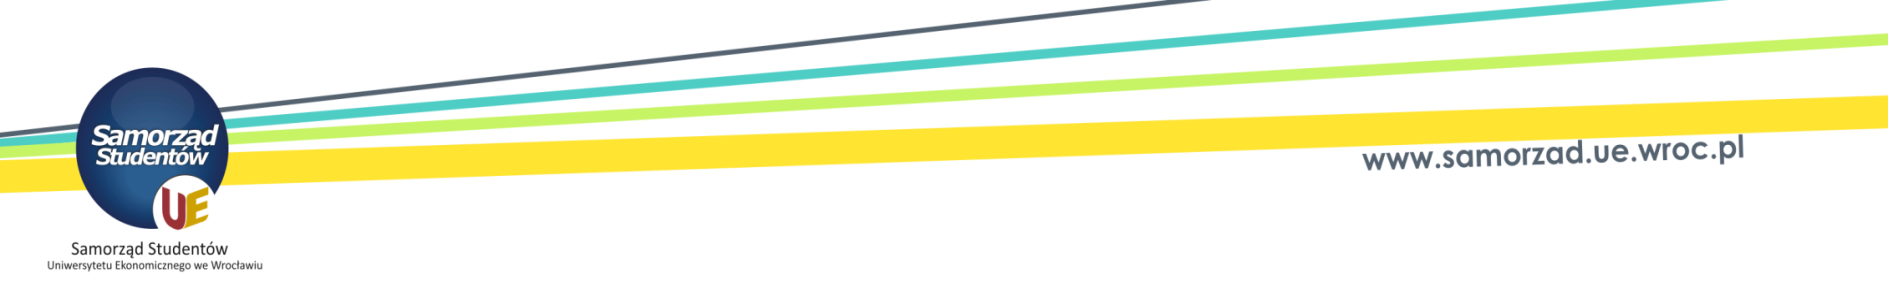 Samorząd
Studentów
UE
www.samorzad.ue.wroc.pl
Samorząd Studentów
Uniwersytetu Ekonomicznego we Wrocławiu